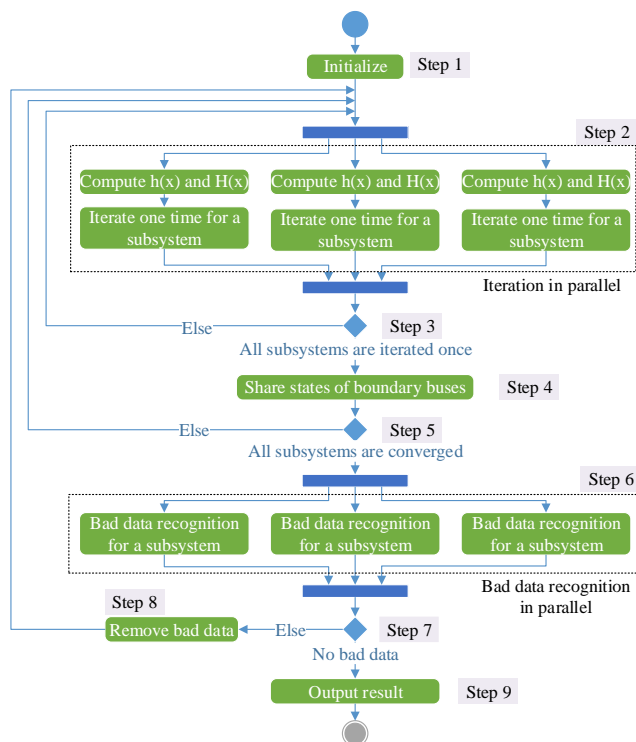 Initialize
Step 1
Step 2
Compute h(x) and H(x)
Compute h(x) and H(x)
Compute h(x) and H(x)
Iterate one time for a
subsystem
Iterate one time for a
subsystem
Iterate one time for a
subsystem
Iteration in parallel
Else
Step 3
All subsystems are iterated once
Share states of boundary buses
Step 4
Else
Step 5
All subsystems are converged
Step 6
Bad data recognition
for a subsystem
Bad data recognition
for a subsystem
Bad data recognition
for a subsystem
Bad data recognition
in parallel
Step 8
Remove bad data
Else
Step 7
No bad data
Output result
Step 9